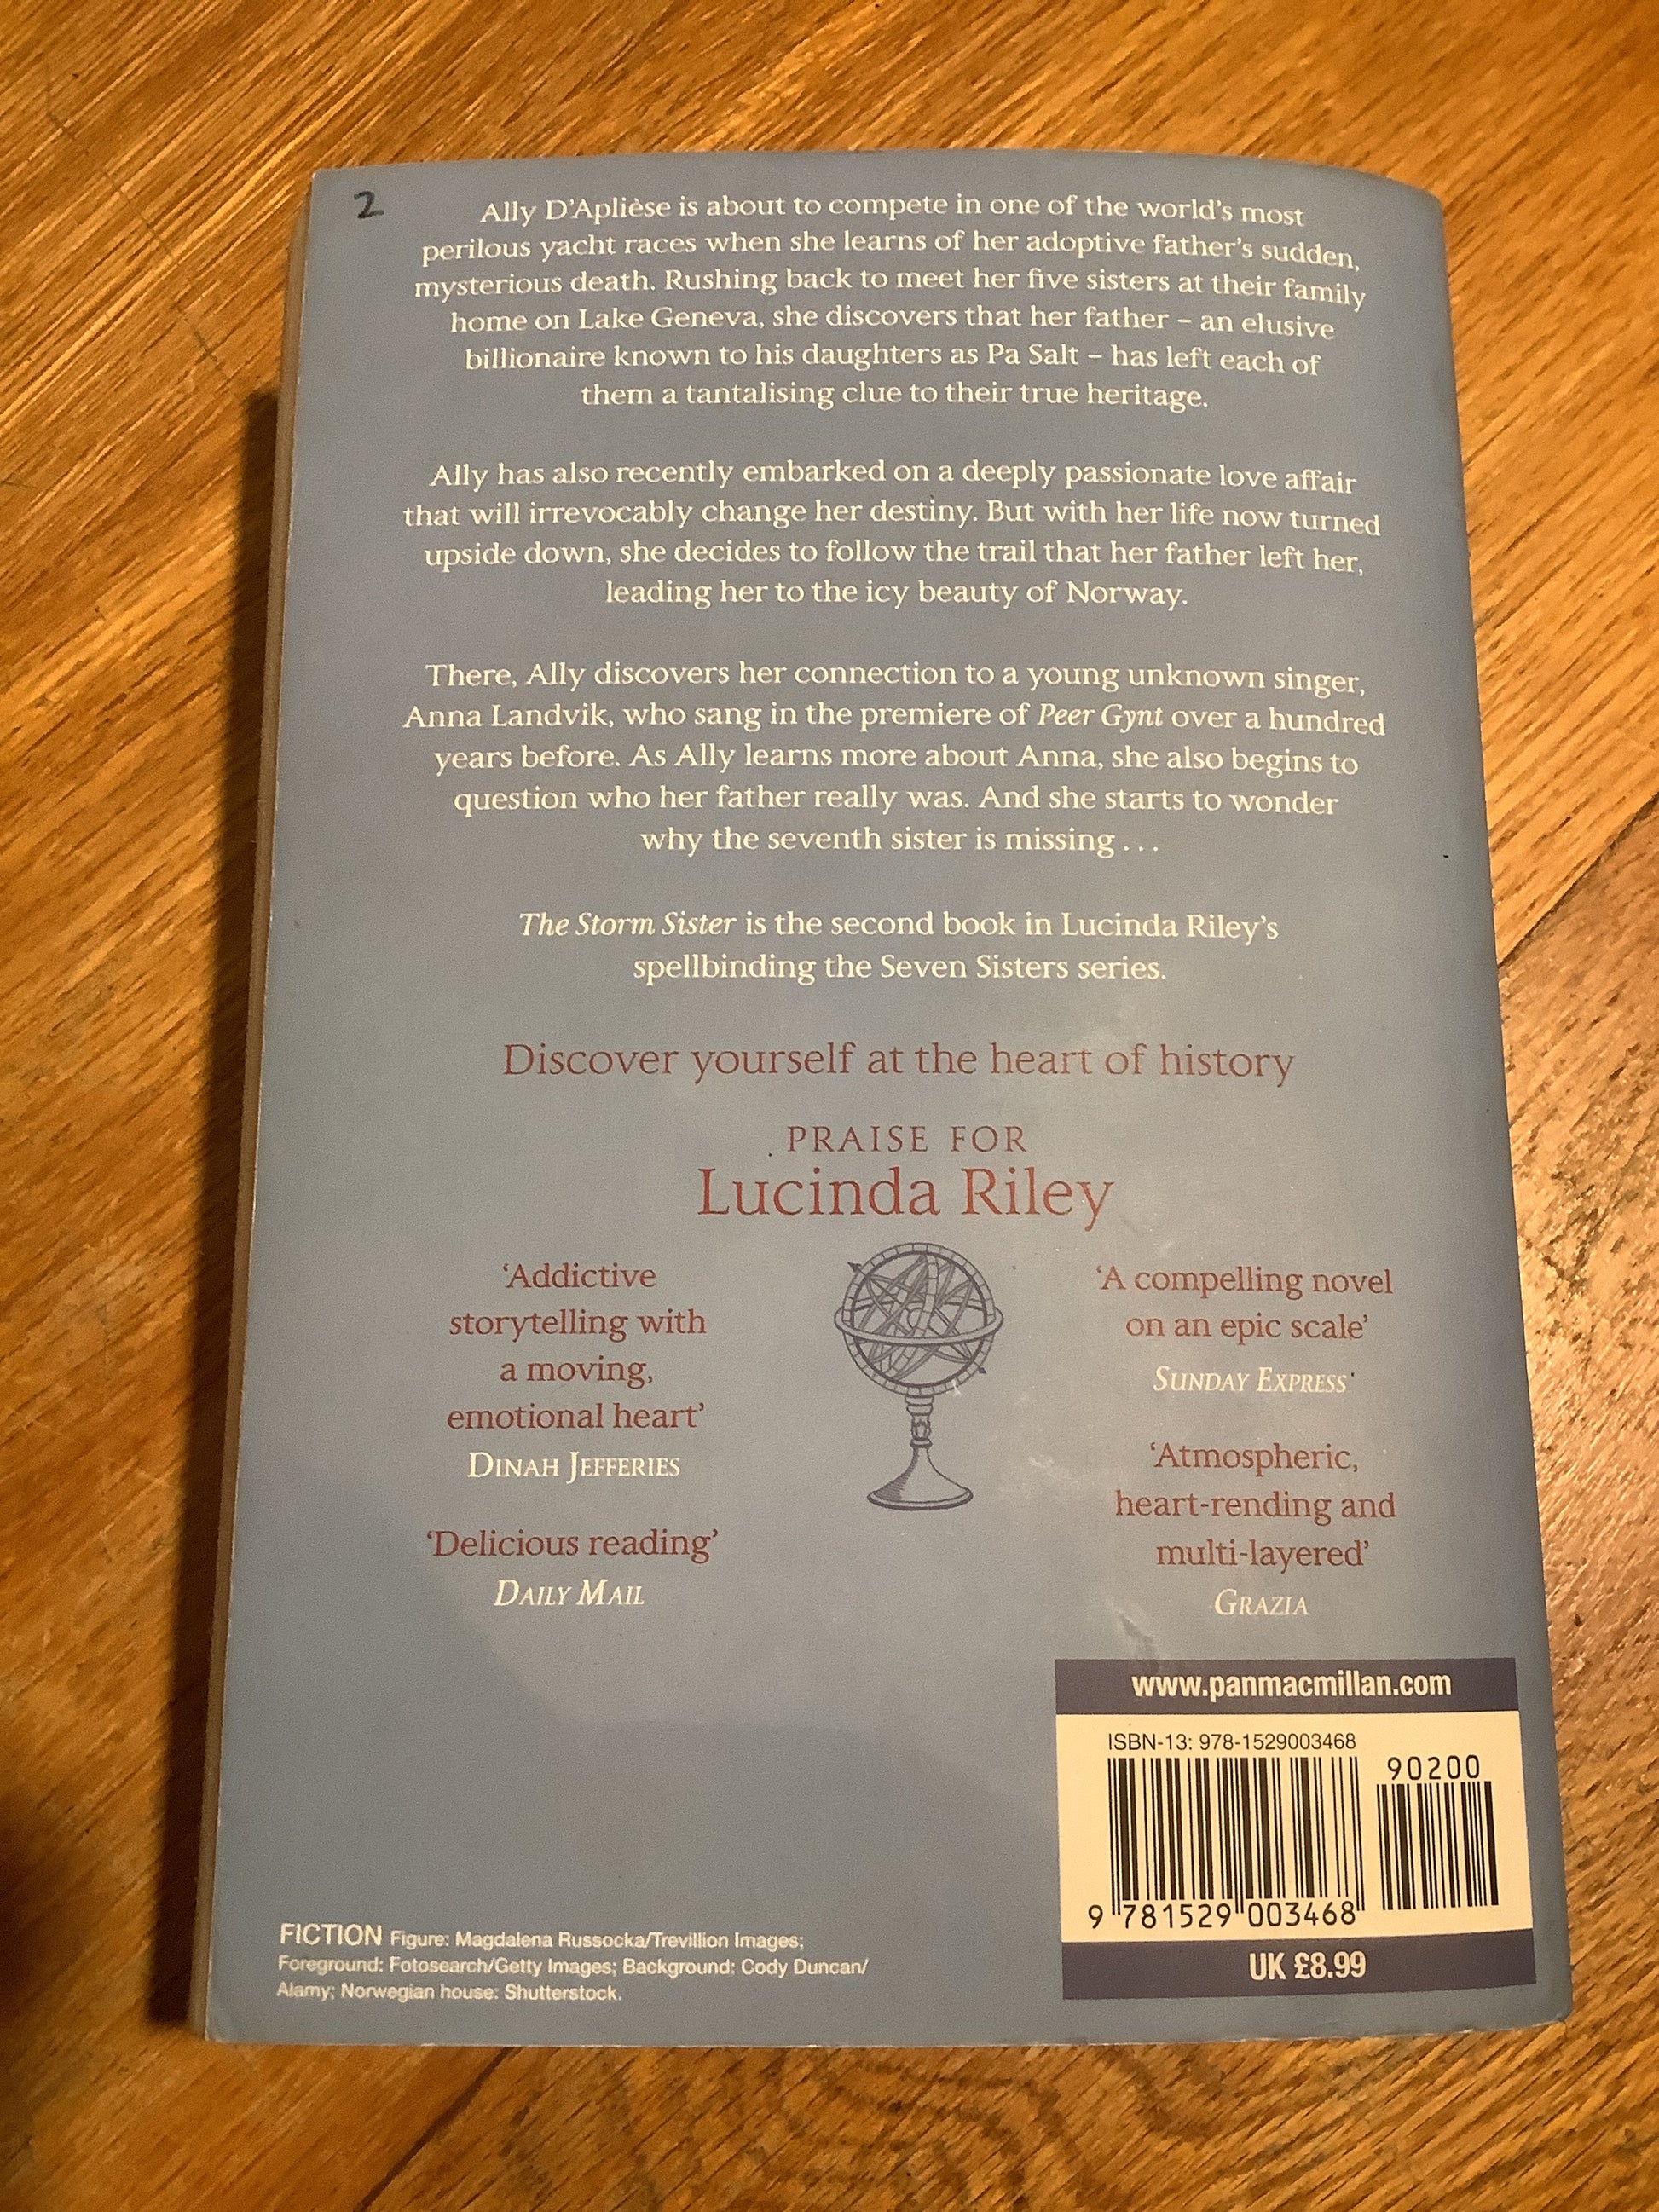 2
Ally D'Aplièse is about to compete in one of the world's most
perilous yacht races when she learns of her adoptive father's sudden,
mysterious death. Rushing back to meet her five sisters at their family
home on Lake Geneva, she discovers that her father – an elusive
billionaire known to his daughters as Pa Salt – has left each of
them a tantalising clue to their true heritage.
Ally has also recently embarked on a deeply passionate love affair
that will irrevocably change her destiny. But with her life now turned
upside down, she decides to follow the trail that her father left her,
leading her to the icy beauty of Norway.
There, Ally discovers her connection to a young unknown singer,
Anna Landvik, who sang in the premiere of Peer Gynt over a hundred
years before. As Ally learns more about Anna, she also begins to
question who her father really was. And she starts to wonder
why the seventh sister is missing . . .
The Storm Sister is the second book in Lucinda Riley's
spellbinding the Seven Sisters series.
Discover yourself at the heart of history
PRAISE FOR
Lucinda Riley
'Addictive
storytelling with
a moving,
emotional heart'
DINAH JEFFERIES
'Delicious reading'
DAILY MAIL
'A compelling novel
on an epic scale'
SUNDAY EXPRESS
'Atmospheric,
heart-rending and
multi-layered'
GRAZIA
www.panmacmillan.com
ISBN-13: 978-1529003468
90200
9 781529 003468
UK £8.99
FICTION Figure: Magdalena Russocka/Trevillion Images;
Foreground: Fotosearch/Getty Images; Background: Cody Duncan/
Alamy; Norwegian house: Shutterstock.